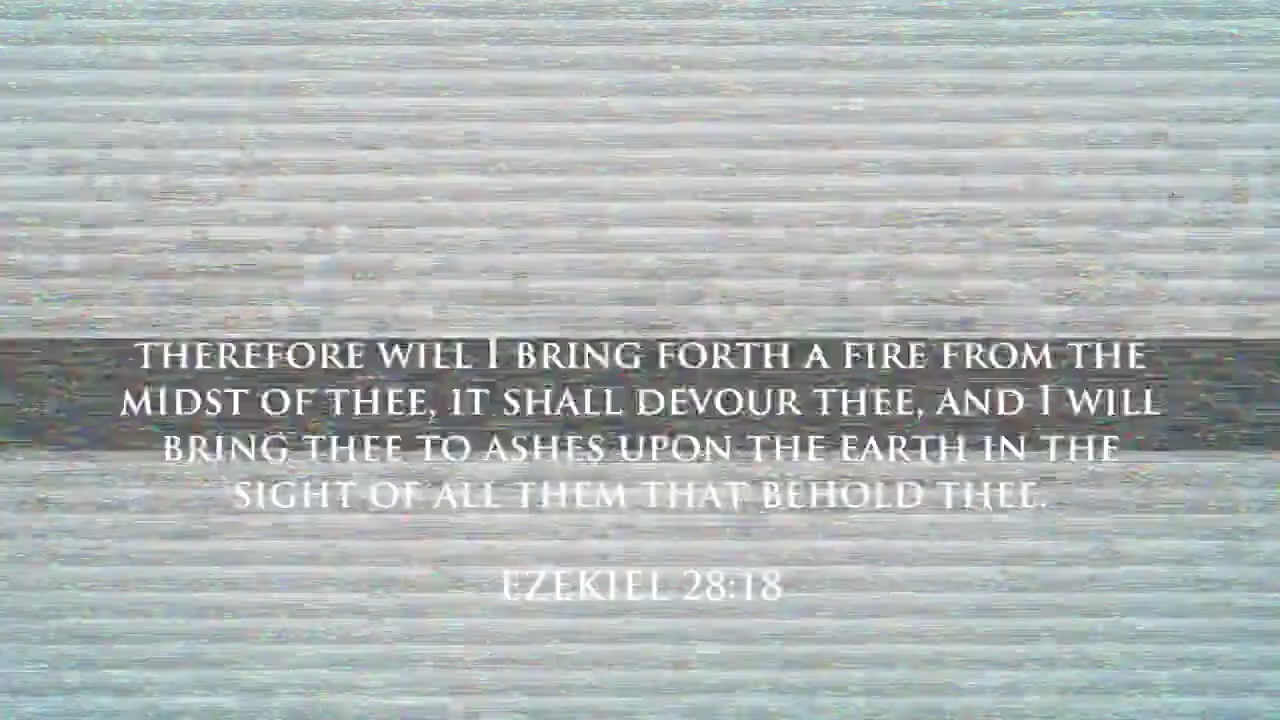 THEREFORE WILL I BRING FORTH A FIRE FROM THE
MIDST OF THEE, IT SHALL DEVOUR THEE, AND I WILL
BRING THEE TO ASHES UPON THE EARTH IN THE
SIGHT OF ALL THEM THAT BEHOLD THEE.
EZEKIEL 28:18